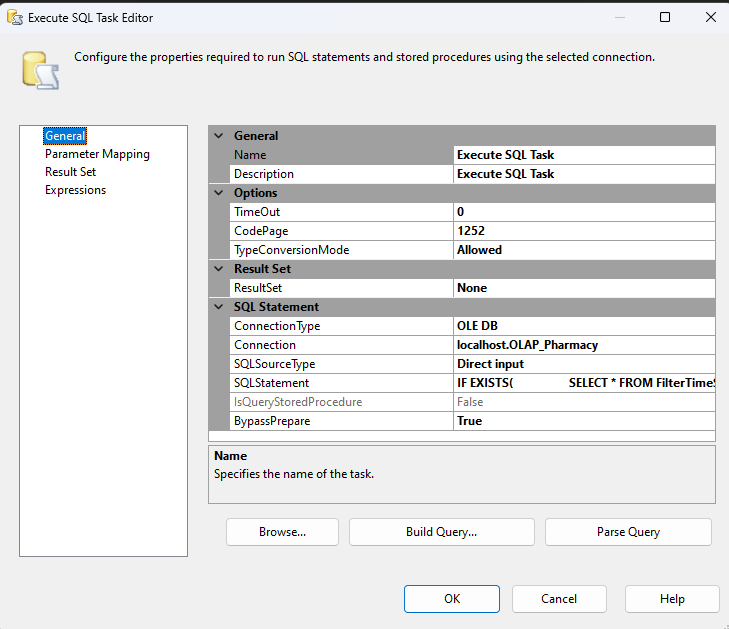 Execute SQL Task Editor
Configure the properties required to run SQL statements and stored procedures using the selected connection.
General
Parameter Mapping
Result Set
Expressions
General
Name Execute SQL Task
Description Execute SQL Task
Options
TimeOut 0
CodePage 1252
TypeConversionMode Allowed
Result Set
ResultSet None
SQL Statement
ConnectionType OLE DB
Connection localhost.OLAP_Pharmacy
SQLSourceType Direct input
SQLStatement IF EXISTS( SELECT * FROM FilterTimeS
IsQueryStoredProcedure False
BypassPrepare True
Name
Specifies the name of the task.
Browse... Build Query... Parse Query
OK Cancel Help